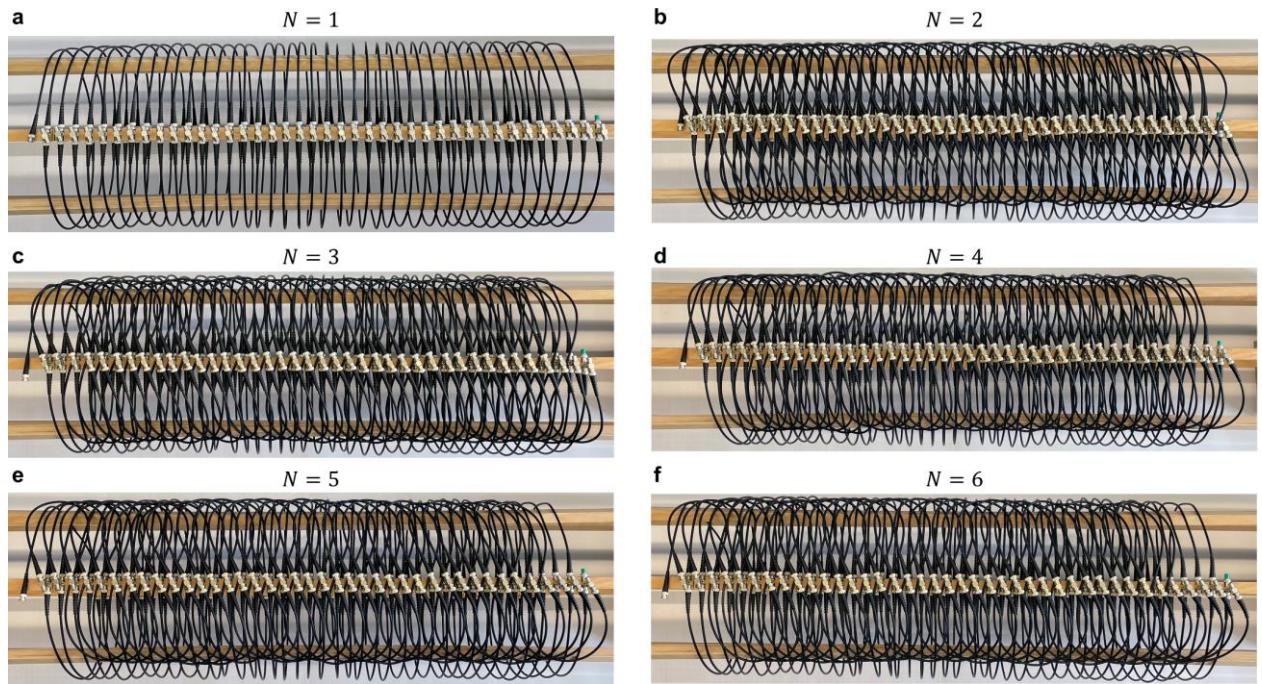 a
N = 1
b
N = 2
c
N = 3
d
N = 4
e
N = 5
f
N = 6